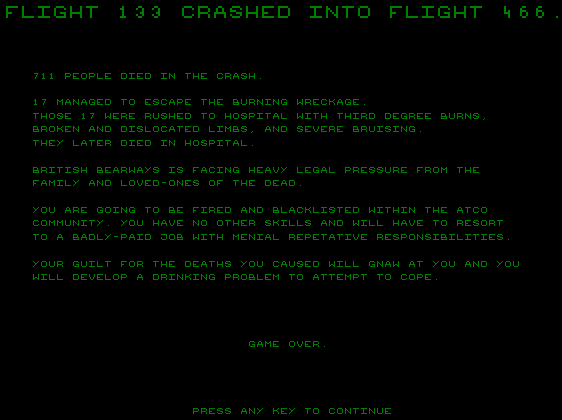 FLIGHT 133 CRASHED INTO FLIGHT 466.
711 PEOPLE DIED IN THE CRASH.
17 MANAGED TO ESCAPE THE BURNING WRECKAGE.
THOSE 17 WERE RUSHED TO HOSPITAL WITH THIRD DEGREE BURNS,
BROKEN AND DISLOCATED LIMBS, AND SEVERE BRUISING.
THEY LATER DIED IN HOSPITAL.
BRITISH BEARWAYS IS FACING HEAVY LEGAL PRESSURE FROM THE
FAMILY AND LOVED-ONES OF THE DEAD.
YOU ARE GOING TO BE FIRED AND BLACKLISTED WITHIN THE ATCO
COMMUNITY. YOU HAVE NO OTHER SKILLS AND WILL HAVE TO RESORT
TO A BADLY-PAID JOB WITH MENIAL REPETATIVE RESPONSIBILITIES.
YOUR GUILT FOR THE DEATHS YOU CAUSED WILL GNAW AT YOU AND YOU
WILL DEVELOP A DRINKING PROBLEM TO ATTEMPT TO COPE.
GAME OVER.
PRESS ANY KEY TO CONTINUE